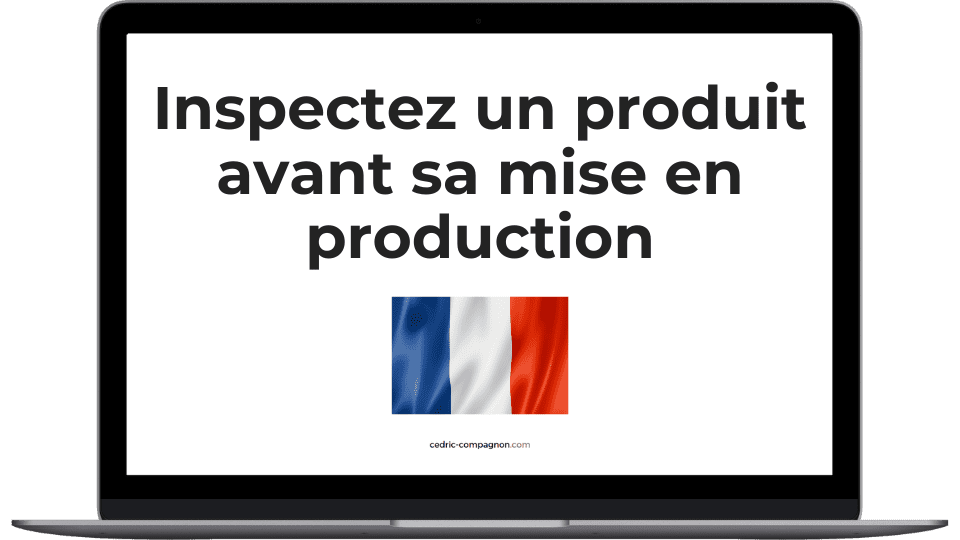 Inspectez un produit
avant sa mise en
production
cedric-compagnon.com